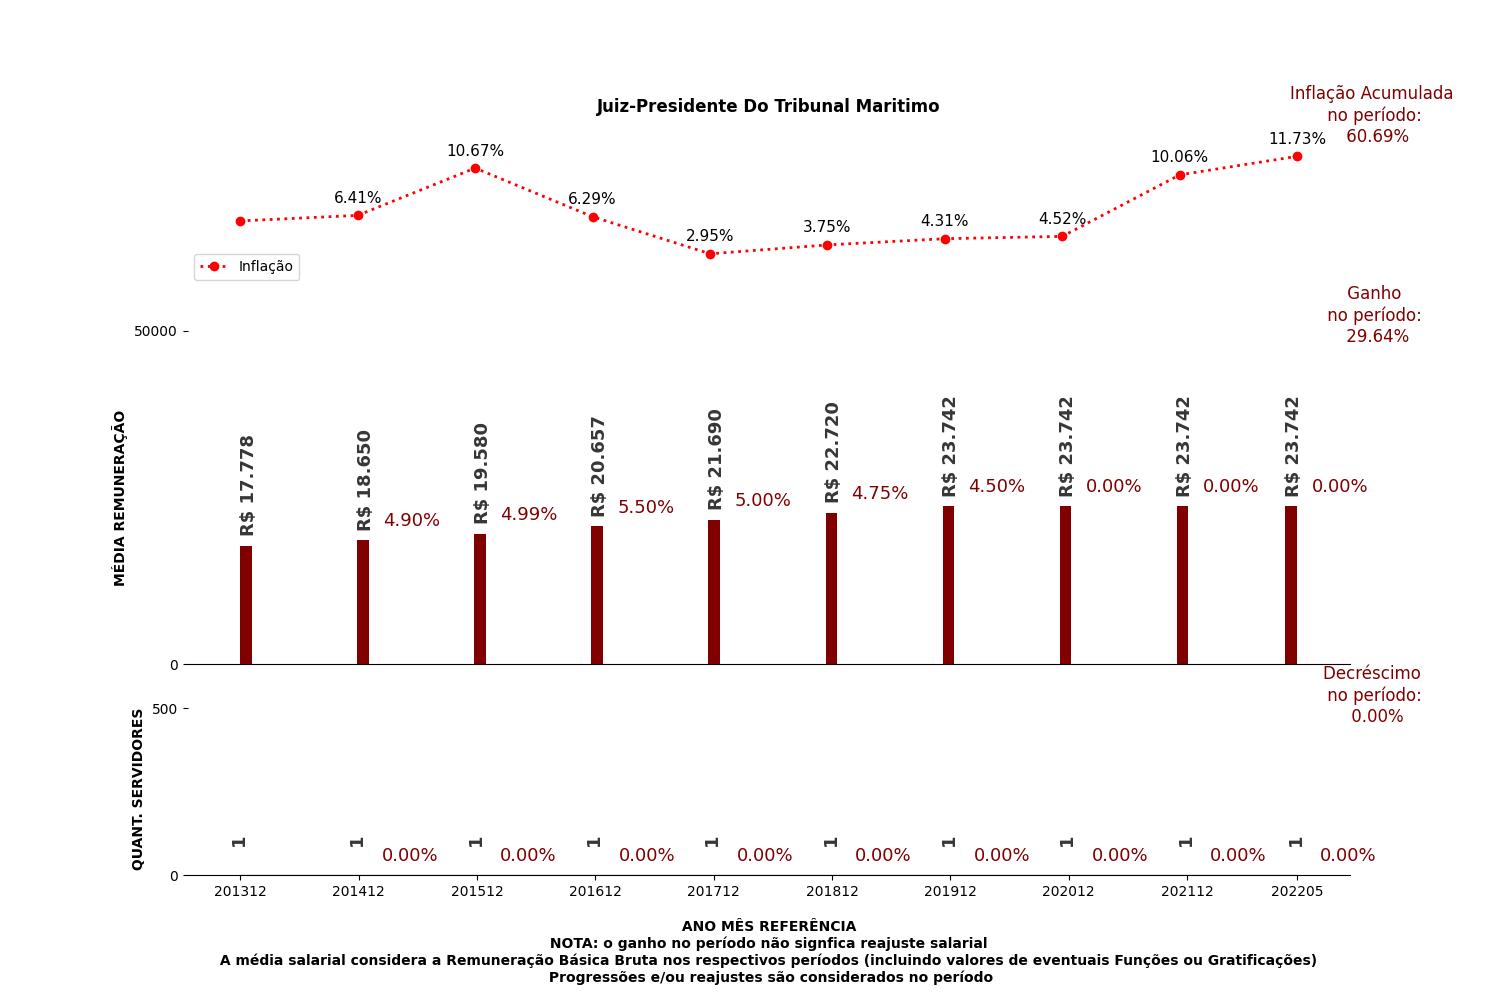 Juiz-Presidente Do Tribunal Maritimo
Inflação Acumulada
no período:
60.69%
6.41%
10.67%
6.29%
2.95%
3.75%
4.31%
4.52%
10.06%
11.73%
Inflação
Ganho
no período:
29.64%
MÉDIA REMUNERAÇÃO
50000
0
R$ 17.778
R$ 18.650
R$ 19.580
R$ 20.657
R$ 21.690
R$ 22.720
R$ 23.742
R$ 23.742
R$ 23.742
R$ 23.742
4.90%
4.99%
5.50%
5.00%
4.75%
4.50%
0.00%
0.00%
0.00%
Decréscimo
no período:
0.00%
QUANT. SERVIDORES
500
0
1
1
1
1
1
1
1
1
1
1
0.00%
0.00%
0.00%
0.00%
0.00%
0.00%
0.00%
0.00%
0.00%
201312
201412
201512
201612
201712
201812
201912
202012
202112
202205
ANO MÊS REFERÊNCIA
NOTA: o ganho no período não signfica reajuste salarial
A média salarial considera a Remuneração Básica Bruta nos respectivos períodos (incluindo valores de eventuais Funções ou Gratificações)
Progressões e/ou reajustes são considerados no período